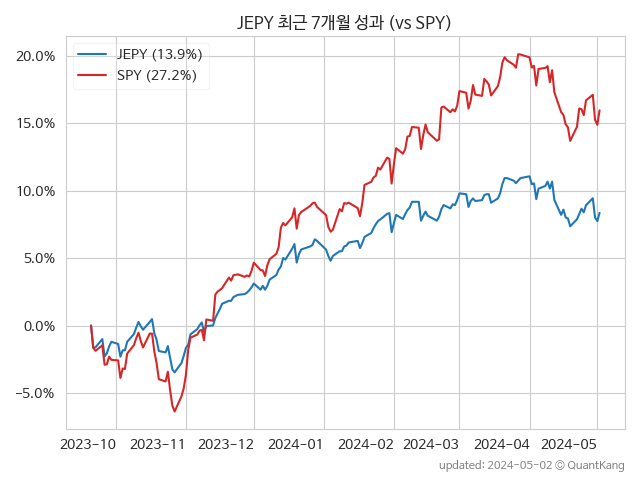 JEPY 최근 7개월 성과 (vs SPY)
JEPY (13.9%)
SPY (27.2%)
20.0%
15.0%
10.0%
5.0%
0.0%
−5.0%
2023-10 2023-11 2023-12 2024-01 2024-02 2024-03 2024-04 2024-05
updated: 2024-05-02 © QuantKang